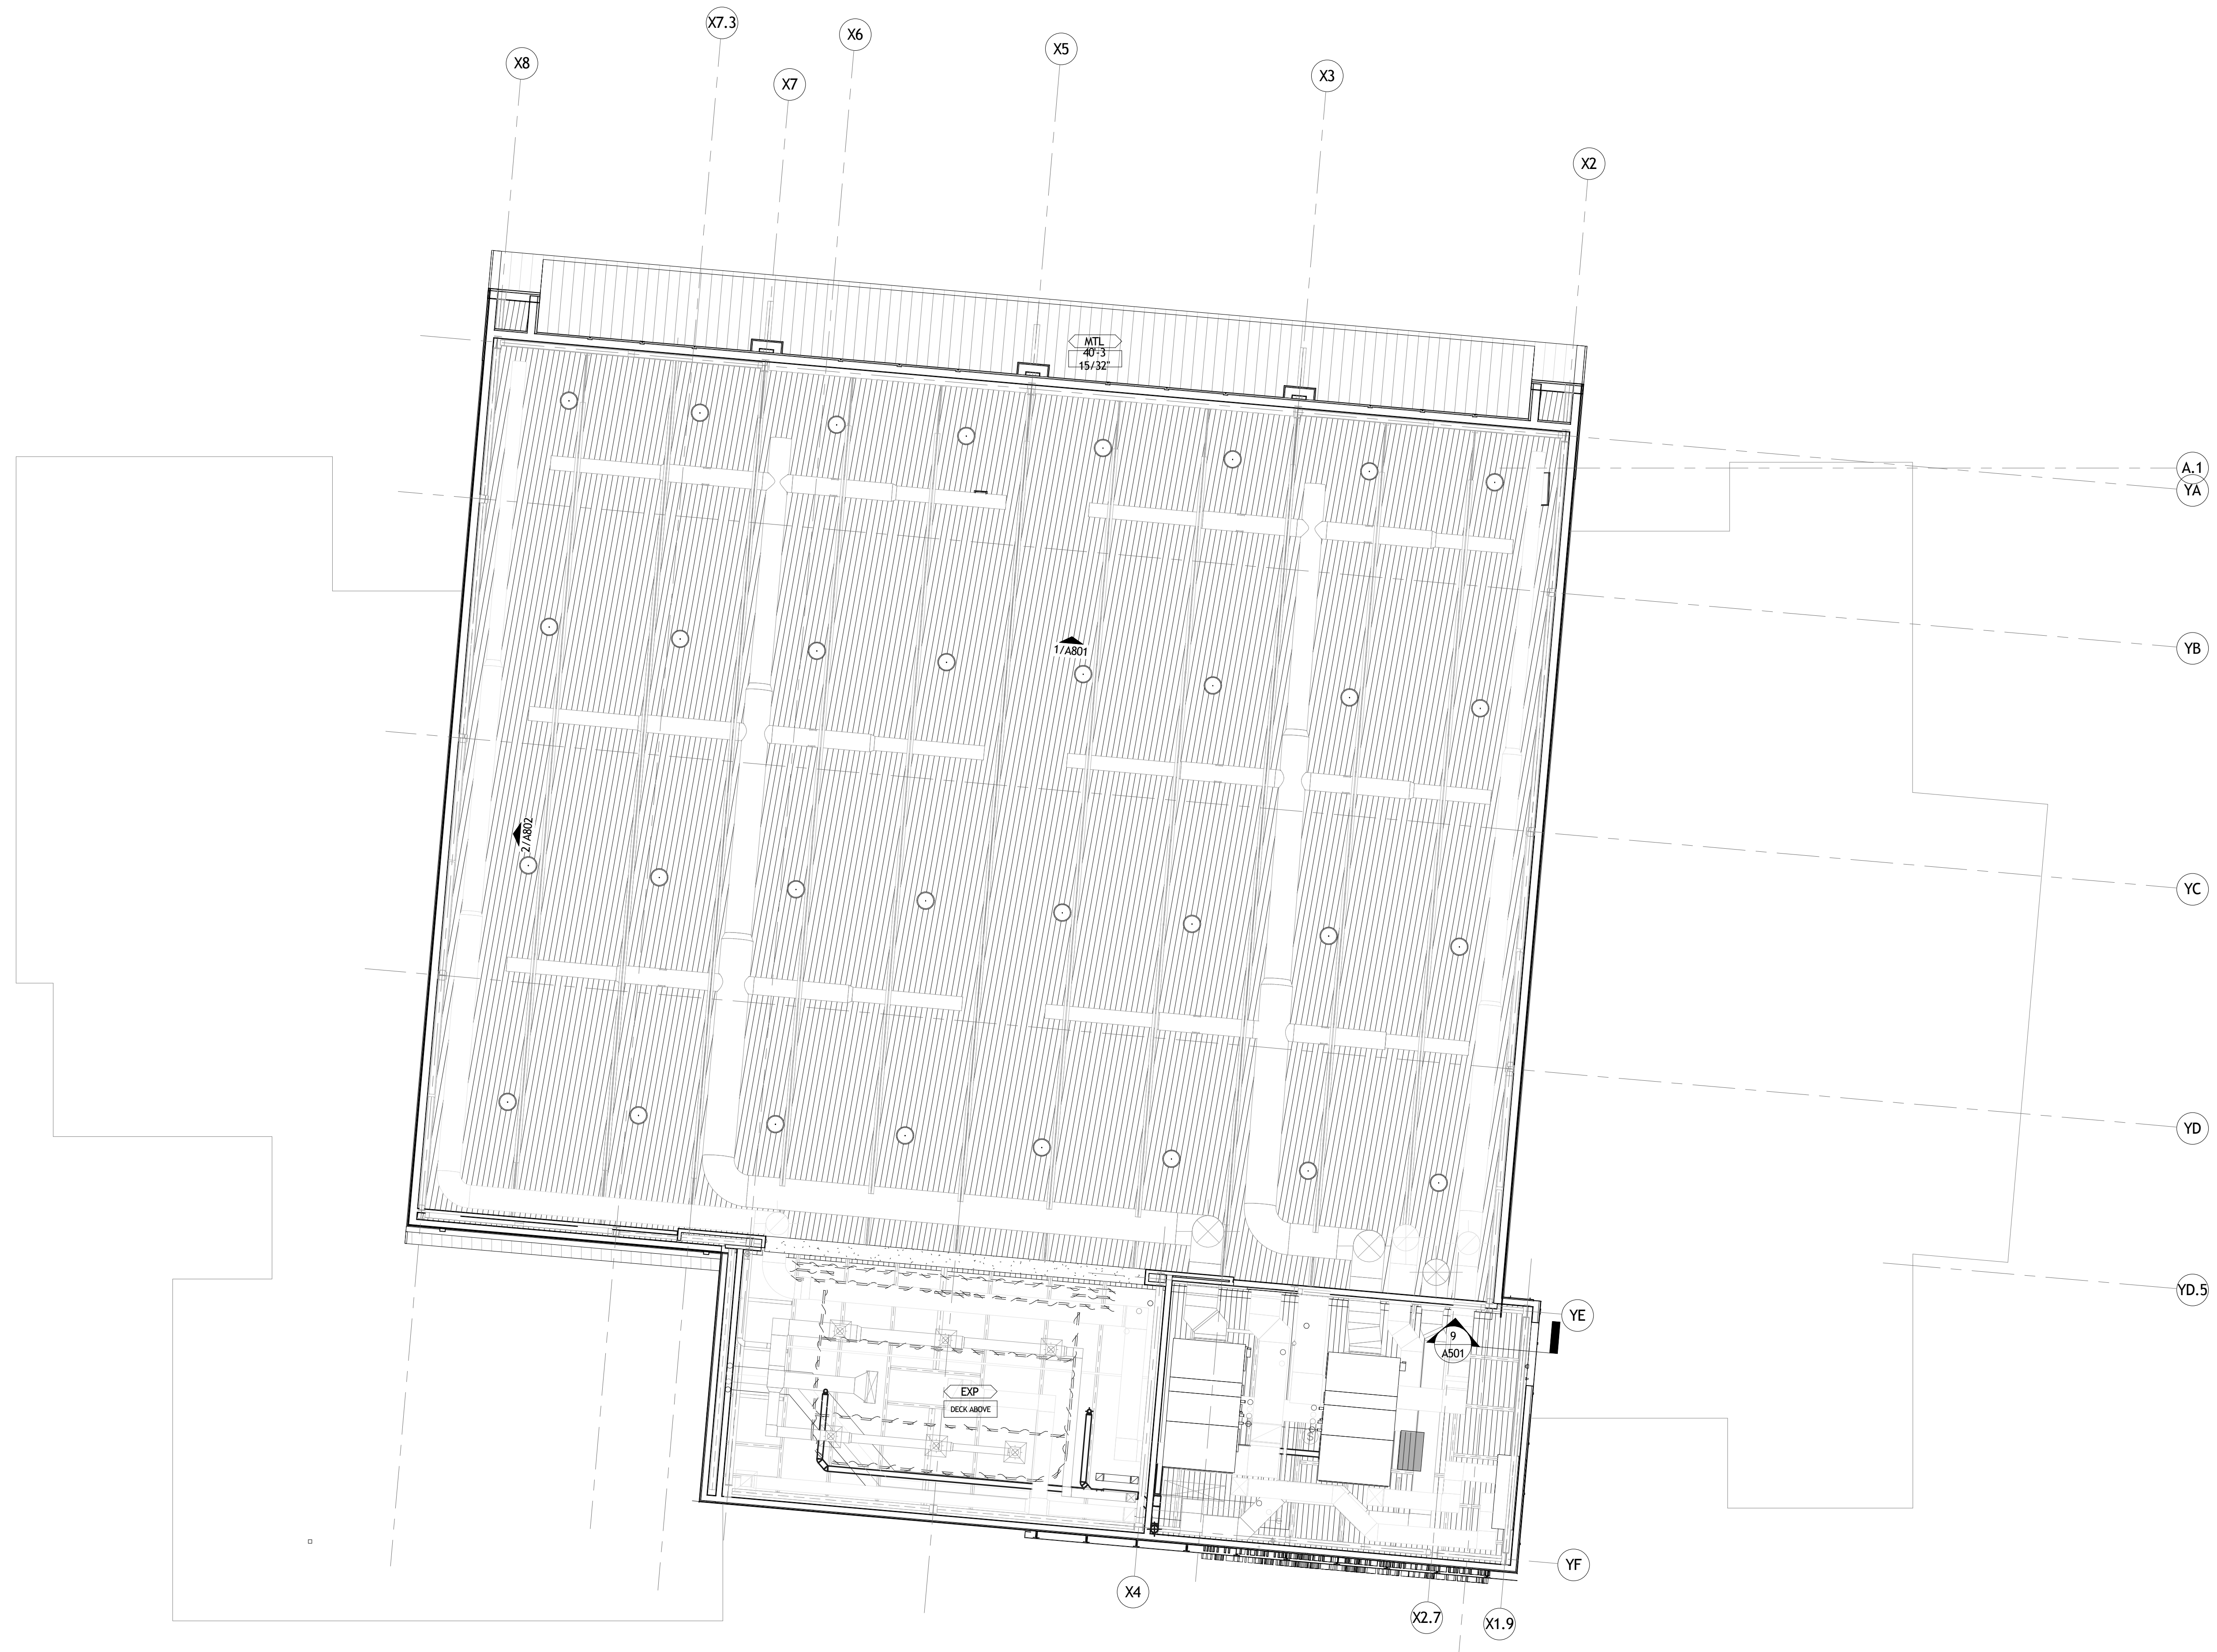 X7.3
X6
X5
X8
X3
X7
X2
MTL
40'-3
15/32"
A.1
YA
1/A801
YB
2/A802
YC
YD
YD.5
YE
9
A501
EXP
DECK ABOVE
S
YF
X4
X2.7
X1.9